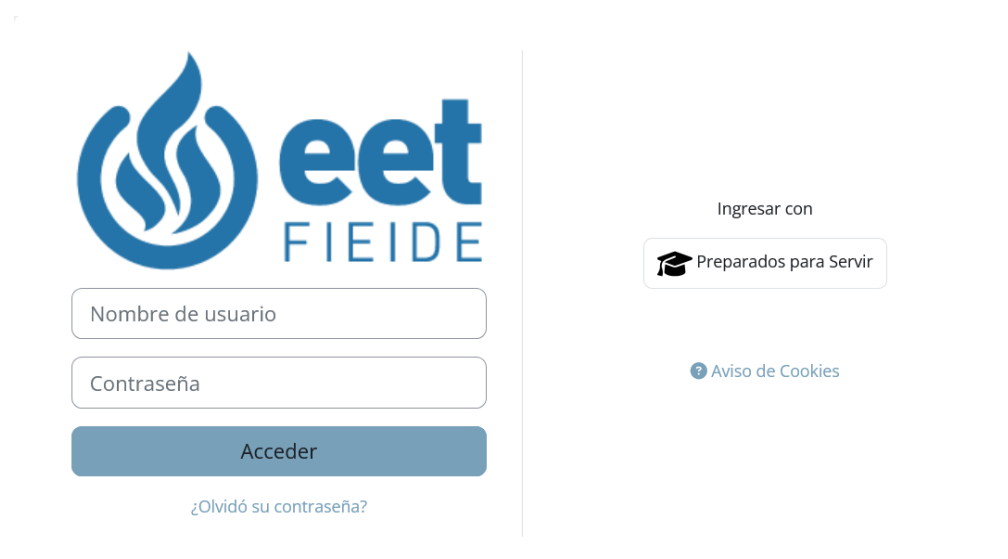 eet
FIEIDE
Nombre de usuario
Contraseña
Acceder
¿Olvidó su contraseña?
Ingresar con
Preparados para Servir
? Aviso de Cookies